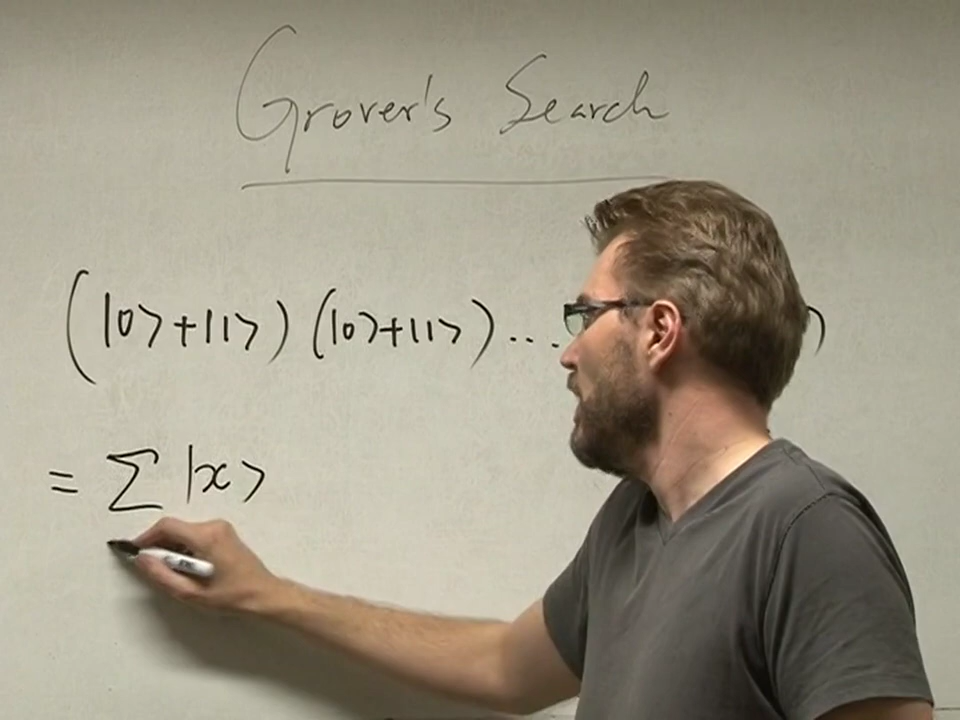 Grover's Search
(|0>+|1>)(|0>+|1>)... )
= Σ |x>